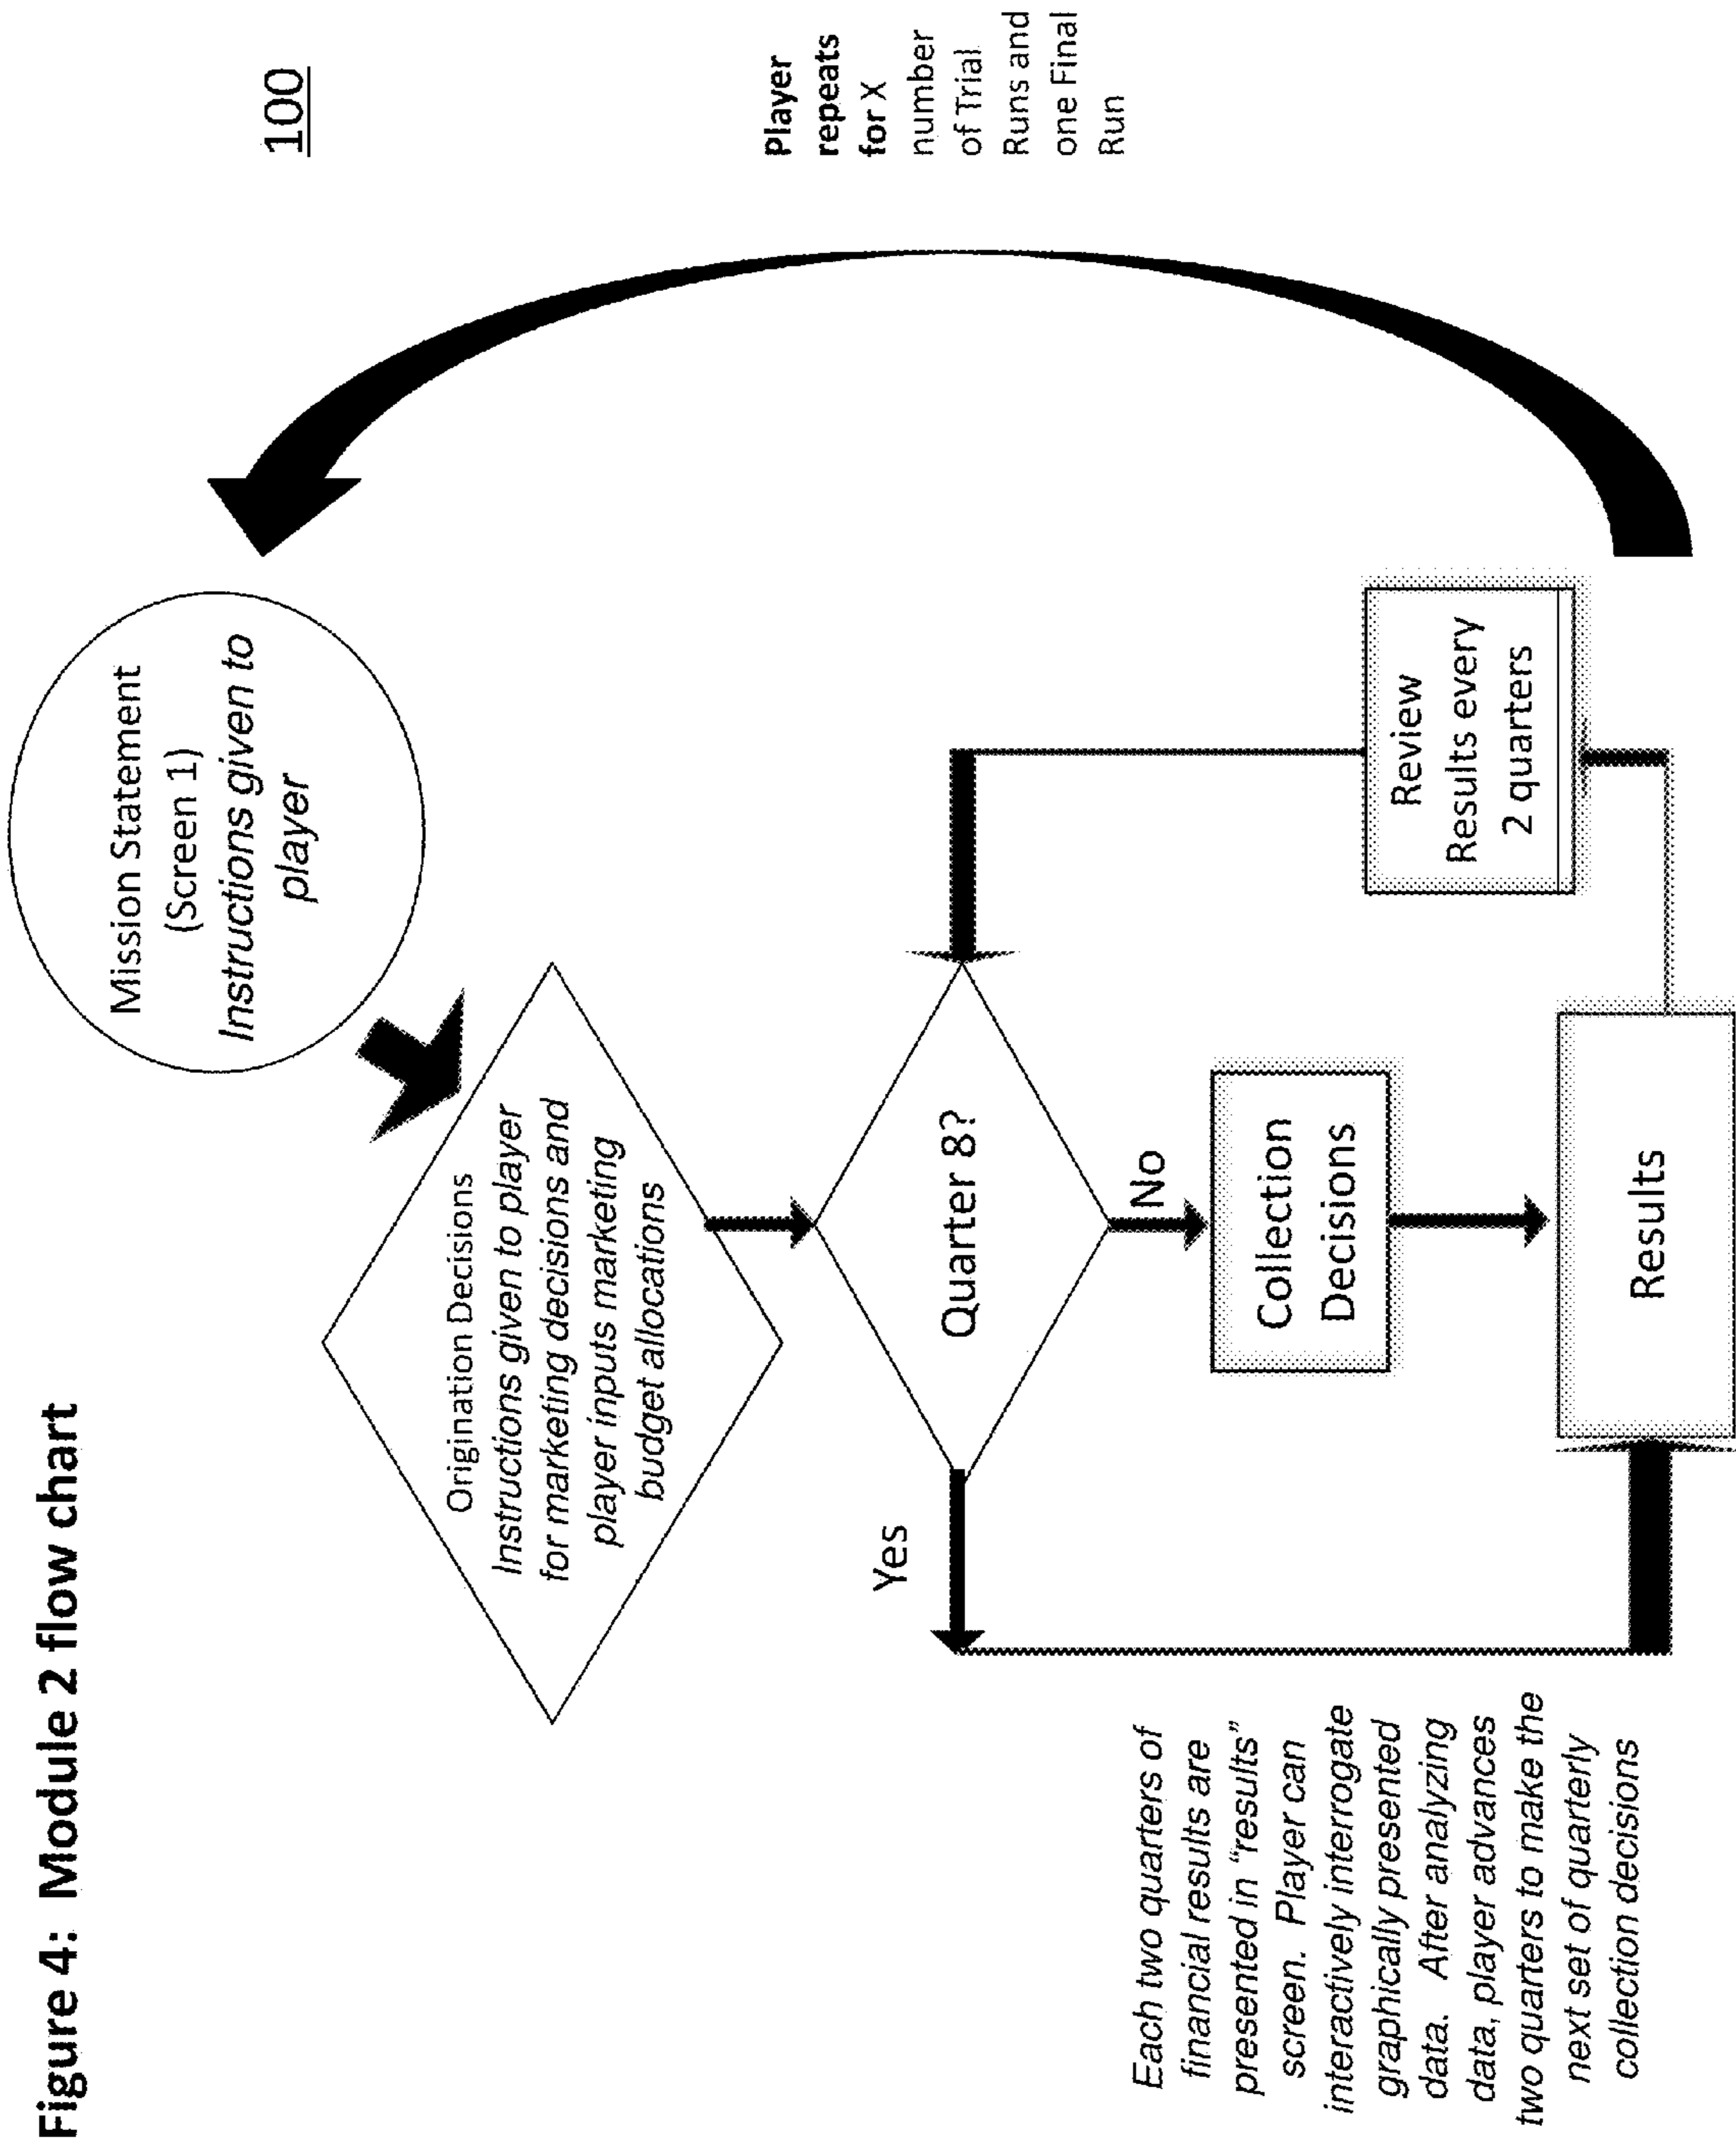 Figure 4: Module 2 flow chart
100
Mission Statement
(Screen 1)
Instructions given to
player
Origination Decisions
Instructions given to player
for marketing decisions and
player inputs marketing
budget allocations
Player
repeats
for X
number
of Trial
Runs and
one Final
Run
Yes
Quarter 8?
No
Collection
Decisions
Review
Results every
2 quarters
Results
Each two quarters of
financial results are
presented in “results”
screen. Player can
interactively interrogate
graphically presented
data. After analyzing
data, player advances
two quarters to make the
next set of quarterly
collection decisions